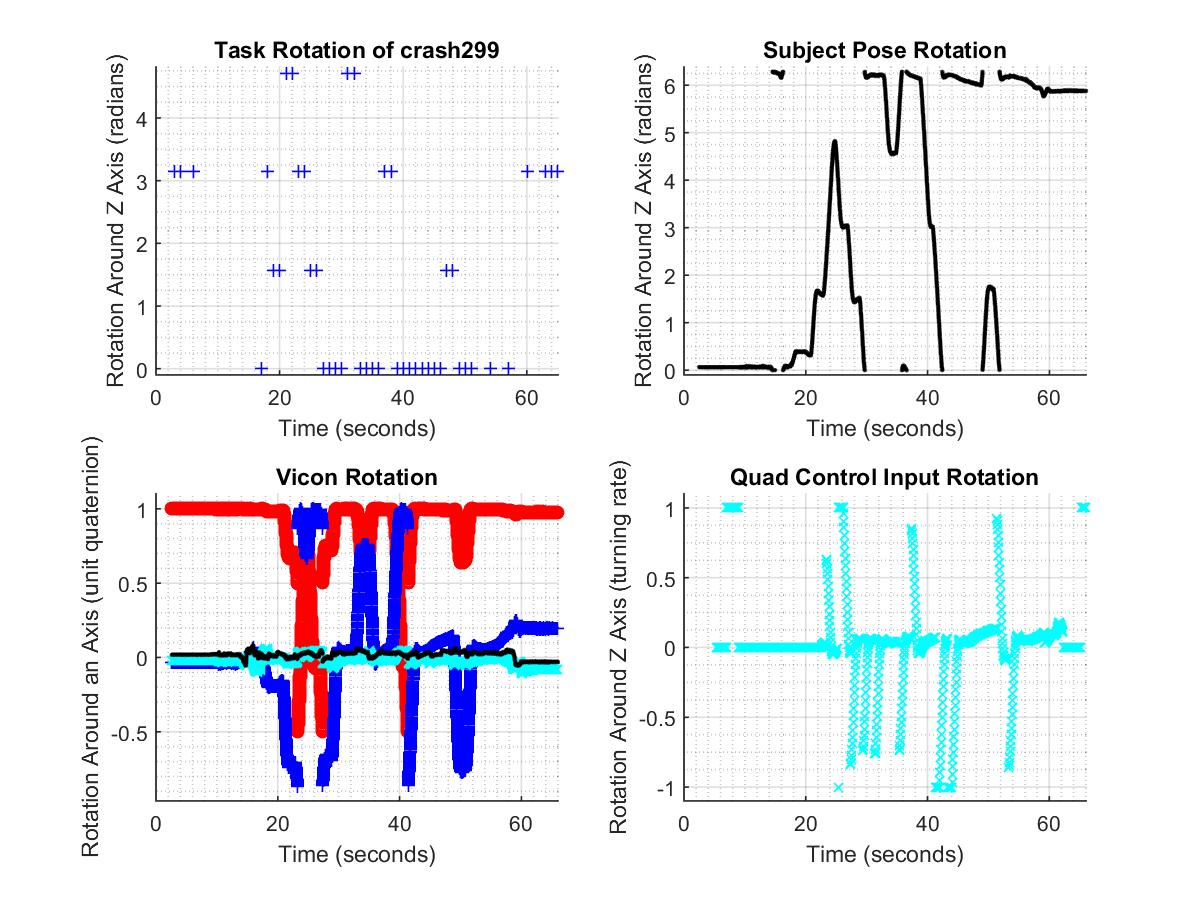 Task Rotation of crash299
Rotation Around Z Axis (radians)
4
3
2
1
0
0 20 40 60
Time (seconds)
Subject Pose Rotation
Rotation Around Z Axis (radians)
6
5
4
3
2
1
0
0 20 40 60
Time (seconds)
Vicon Rotation
Rotation Around an Axis (unit quaternion)
1
0.5
0
-0.5
0 20 40 60
Time (seconds)
Quad Control Input Rotation
Rotation Around Z Axis (turning rate)
1
0.5
0
-0.5
-1
0 20 40 60
Time (seconds)